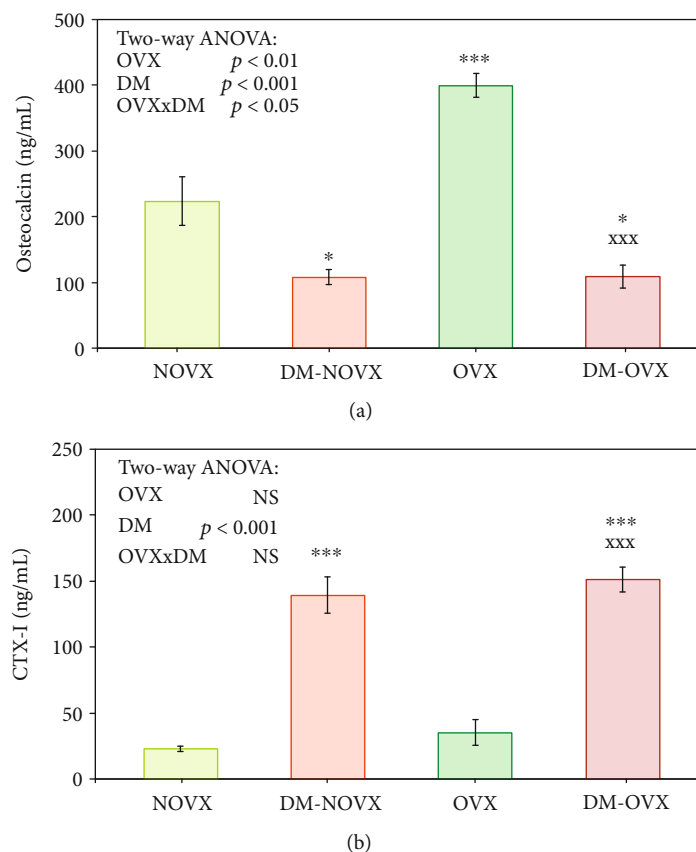 500
Two-way ANOVA:
OVX p < 0.01
***
400
DM p < 0.001
OVXxDM p < 0.05
300
Osteocalcin (ng/mL)
200
*
*
xxx
100
0
NOVX DM-NOVX OVX DM-OVX
(a)
250
Two-way ANOVA:
OVX NS
200
DM p < 0.001
***
OVXxDM NS
***
xxx
150
CTX-I (ng/mL)
100
50
0
NOVX DM-NOVX OVX DM-OVX
(b)